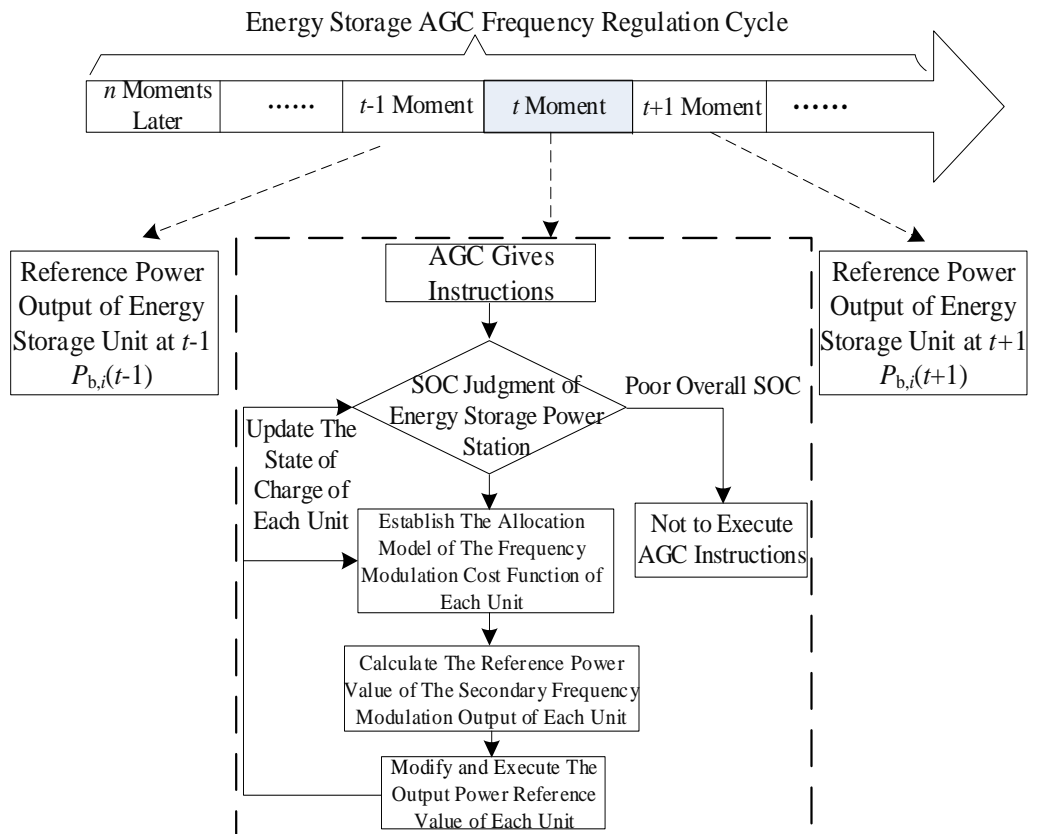 Energy Storage AGC Frequency Regulation Cycle
n Moments
Later
......
t-1 Moment
t Moment
t+1 Moment
......
Reference Power
Output of Energy
Storage Unit at t-1
Pb,i(t-1)
AGC Gives
Instructions
Reference Power
Output of Energy
Storage Unit at t+1
Pb,i(t+1)
SOC Judgment of
Energy Storage Power
Station
Poor Overall SOC
Update The
State of
Charge of
Each Unit
Not to Execute
AGC Instructions
Establish The Allocation
Model of The Frequency
Modulation Cost Function of
Each Unit
Calculate The Reference Power
Value of The Secondary Frequency
Modulation Output of Each Unit
Modify and Execute The
Output Power Reference
Value of Each Unit